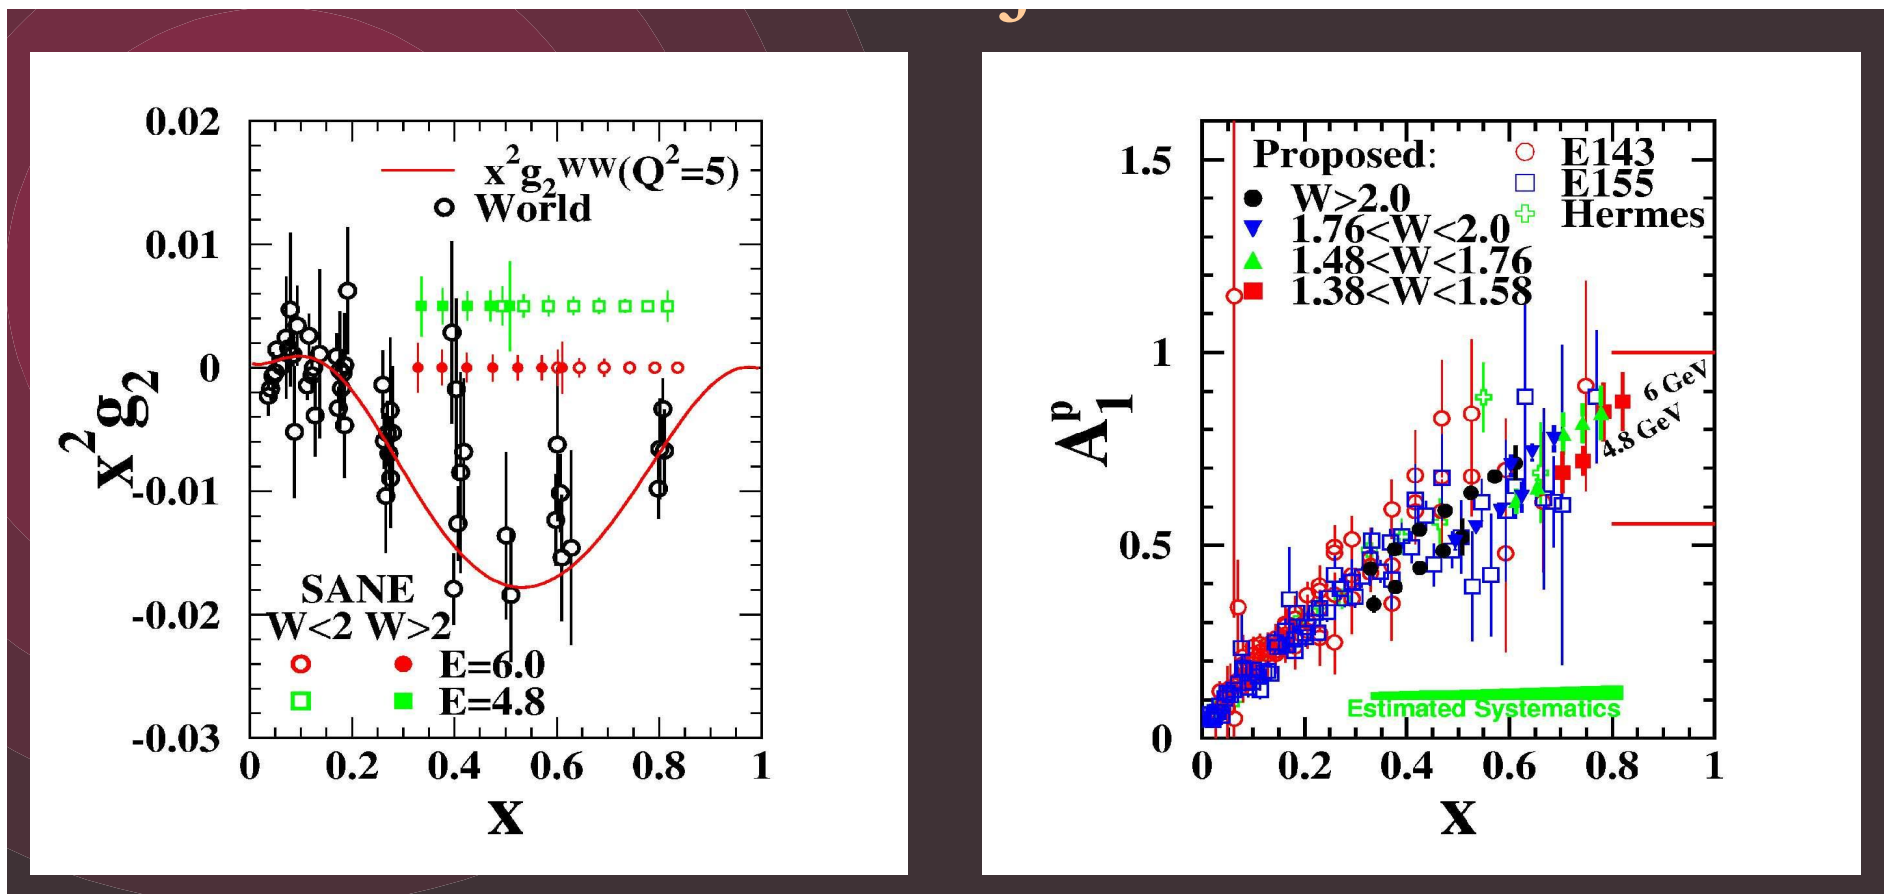 0.02
0.01
0
-0.01
-0.02
-0.03
x²g₂
x²g₂ᵂᵂ(Q²=5)
World
SANE
W<2 W>2
E=6.0
E=4.8
0 0.2 0.4 0.6 0.8 1
x
1.5
1
0.5
0
Aᵖ₁
Proposed:
W>2.0
1.76<W<2.0
1.48<W<1.76
1.38<W<1.58
E143
E155
Hermes
6 GeV
4.8 GeV
Estimated Systematics
0 0.2 0.4 0.6 0.8 1
x